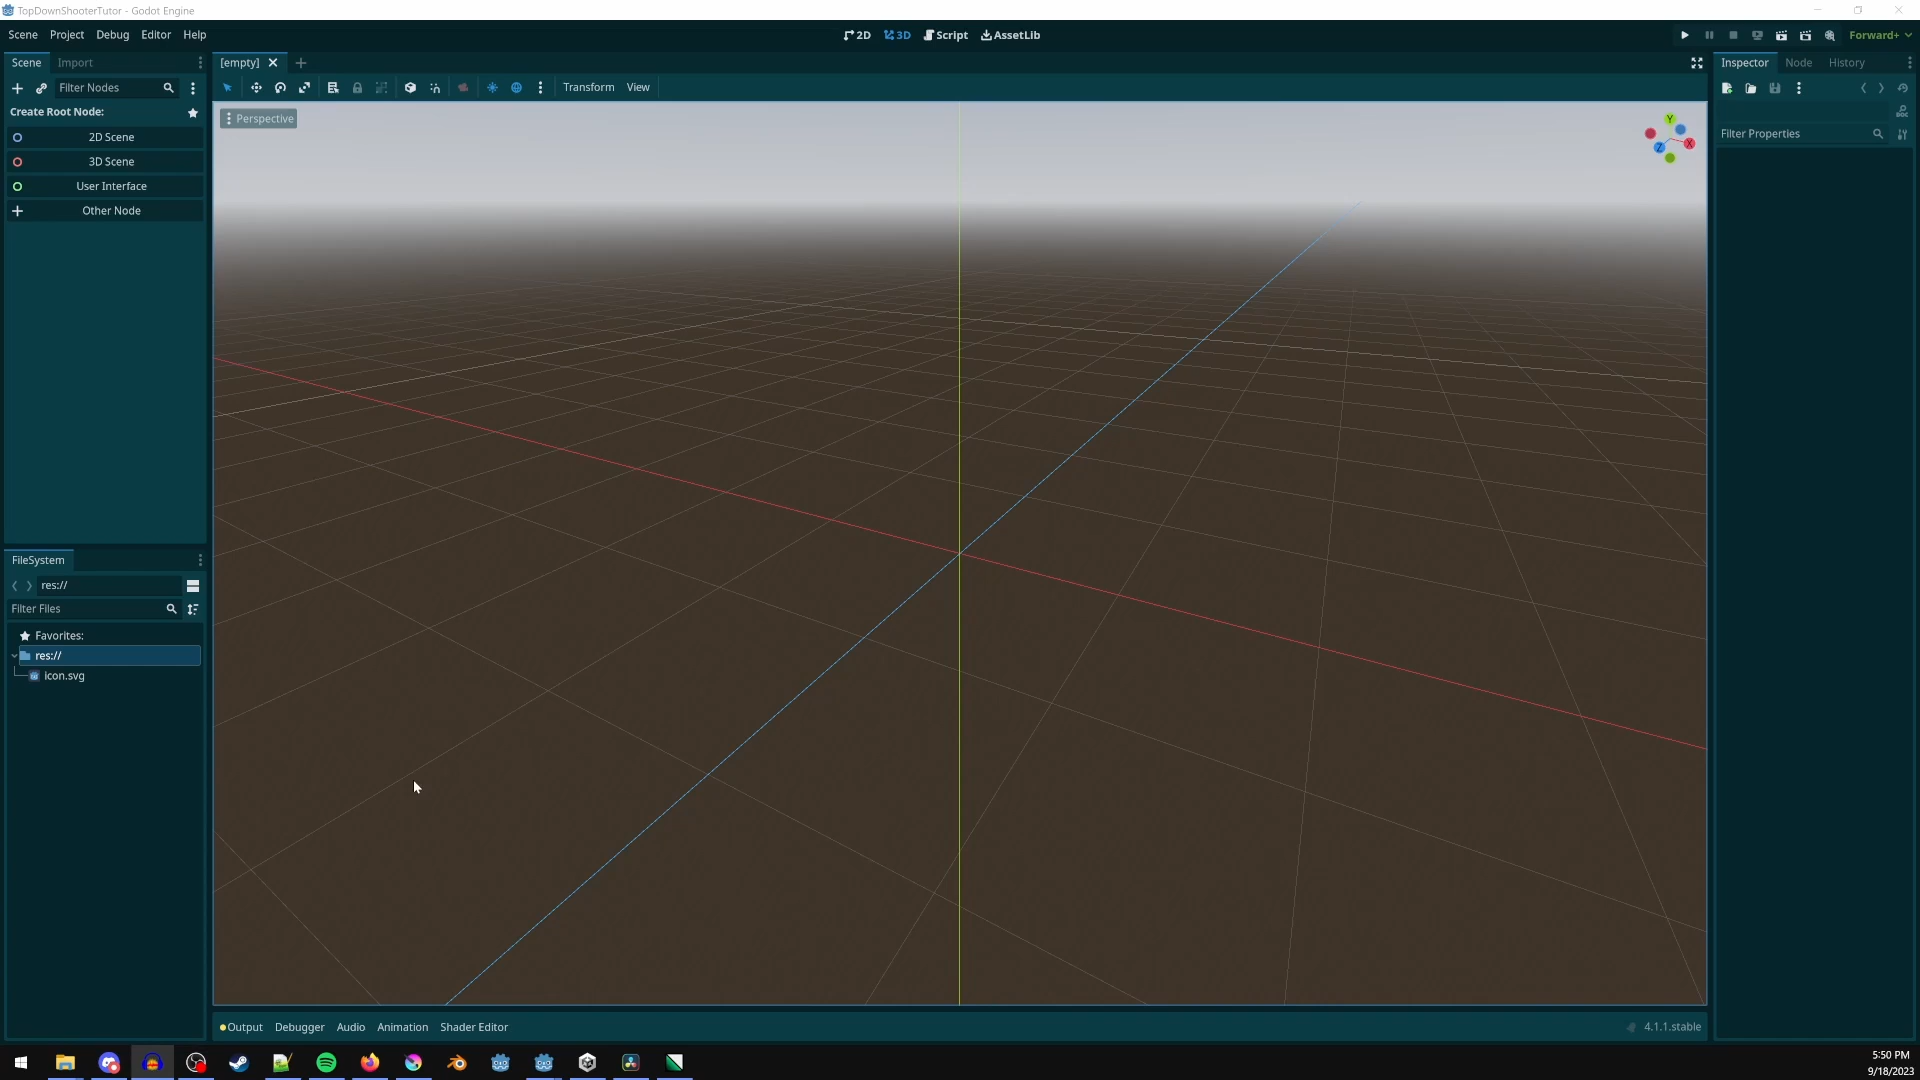 TopDownShooterTutor - Godot Engine
Scene Project Debug Editor Help
2D 3D Script AssetLib
Forward+
Scene Import
[empty]
Inspector Node History
Filter Nodes
Transform View
Create Root Node:
Perspective
Y
X
Z
DOC
Filter Properties
2D Scene
3D Scene
User Interface
Other Node
FileSystem
res://
Filter Files
Favorites:
res://
icon.svg
Output Debugger Audio Animation Shader Editor
4.1.1.stable
5:50 PM
9/18/2023